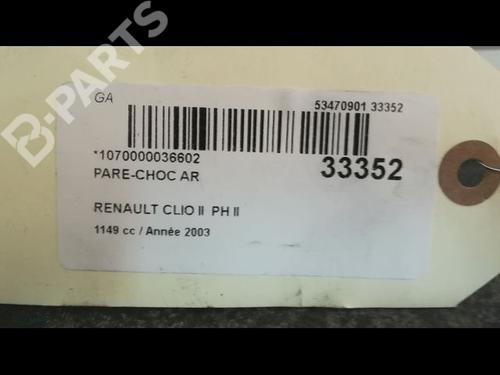 B-PARTS
GA
53470901 33352
*1070000036602
33352
PARE-CHOC AR
RENAULT CLIO II PH II
1149 cc / Année 2003